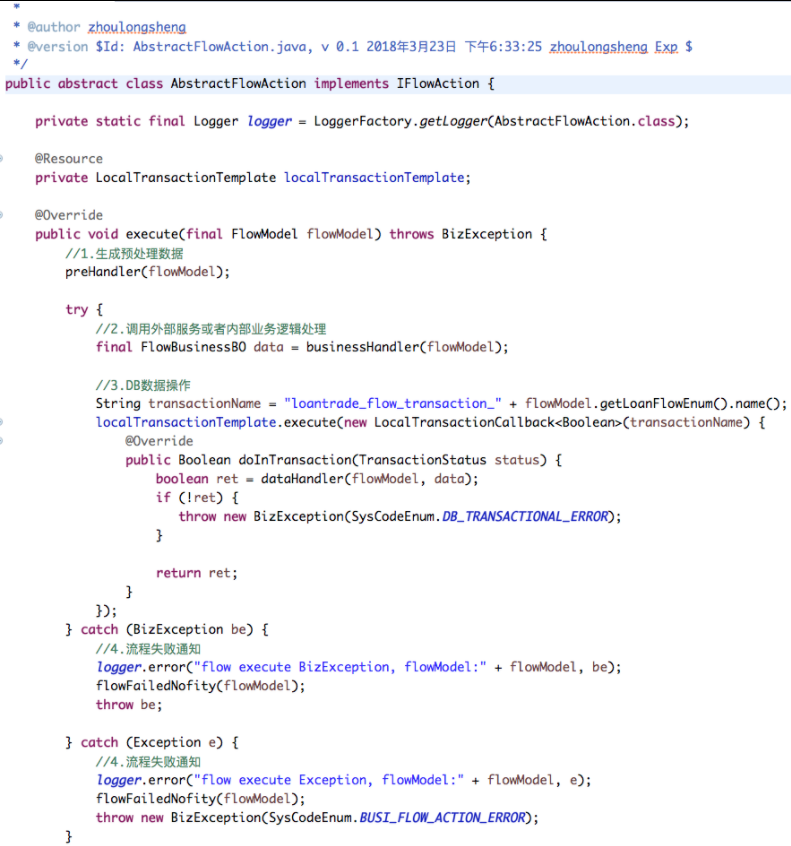 *
* @author zhoulongsheng
* @version $Id: AbstractFlowAction.java, v 0.1 2018年3月23日 下午6:33:25 zhoulongsheng Exp $
*/
public abstract class AbstractFlowAction implements IFlowAction {
private static final Logger logger = LoggerFactory.getLogger(AbstractFlowAction.class);
@Resource
private LocalTransactionTemplate localTransactionTemplate;
@Override
public void execute(final FlowModel flowModel) throws BizException {
//1.生成预处理数据
preHandler(flowModel);
try {
//2.调用外部服务或者内部业务逻辑处理
final FlowBusinessBO data = businessHandler(flowModel);
//3.DB数据操作
String transactionName = "loantrade_flow_transaction_" + flowModel.getLoanFlowEnum().name();
localTransactionTemplate.execute(new LocalTransactionCallback<Boolean>(transactionName) {
@Override
public Boolean doInTransaction(TransactionStatus status) {
boolean ret = dataHandler(flowModel, data);
if (!ret) {
throw new BizException(SysCodeEnum.DB_TRANSACTIONAL_ERROR);
}
return ret;
}
});
} catch (BizException be) {
//4.流程失败通知
logger.error("flow execute BizException, flowModel:" + flowModel, be);
flowFailedNofity(flowModel);
throw be;
} catch (Exception e) {
//4.流程失败通知
logger.error("flow execute Exception, flowModel:" + flowModel, e);
flowFailedNofity(flowModel);
throw new BizException(SysCodeEnum.BUSI_FLOW_ACTION_ERROR);
}